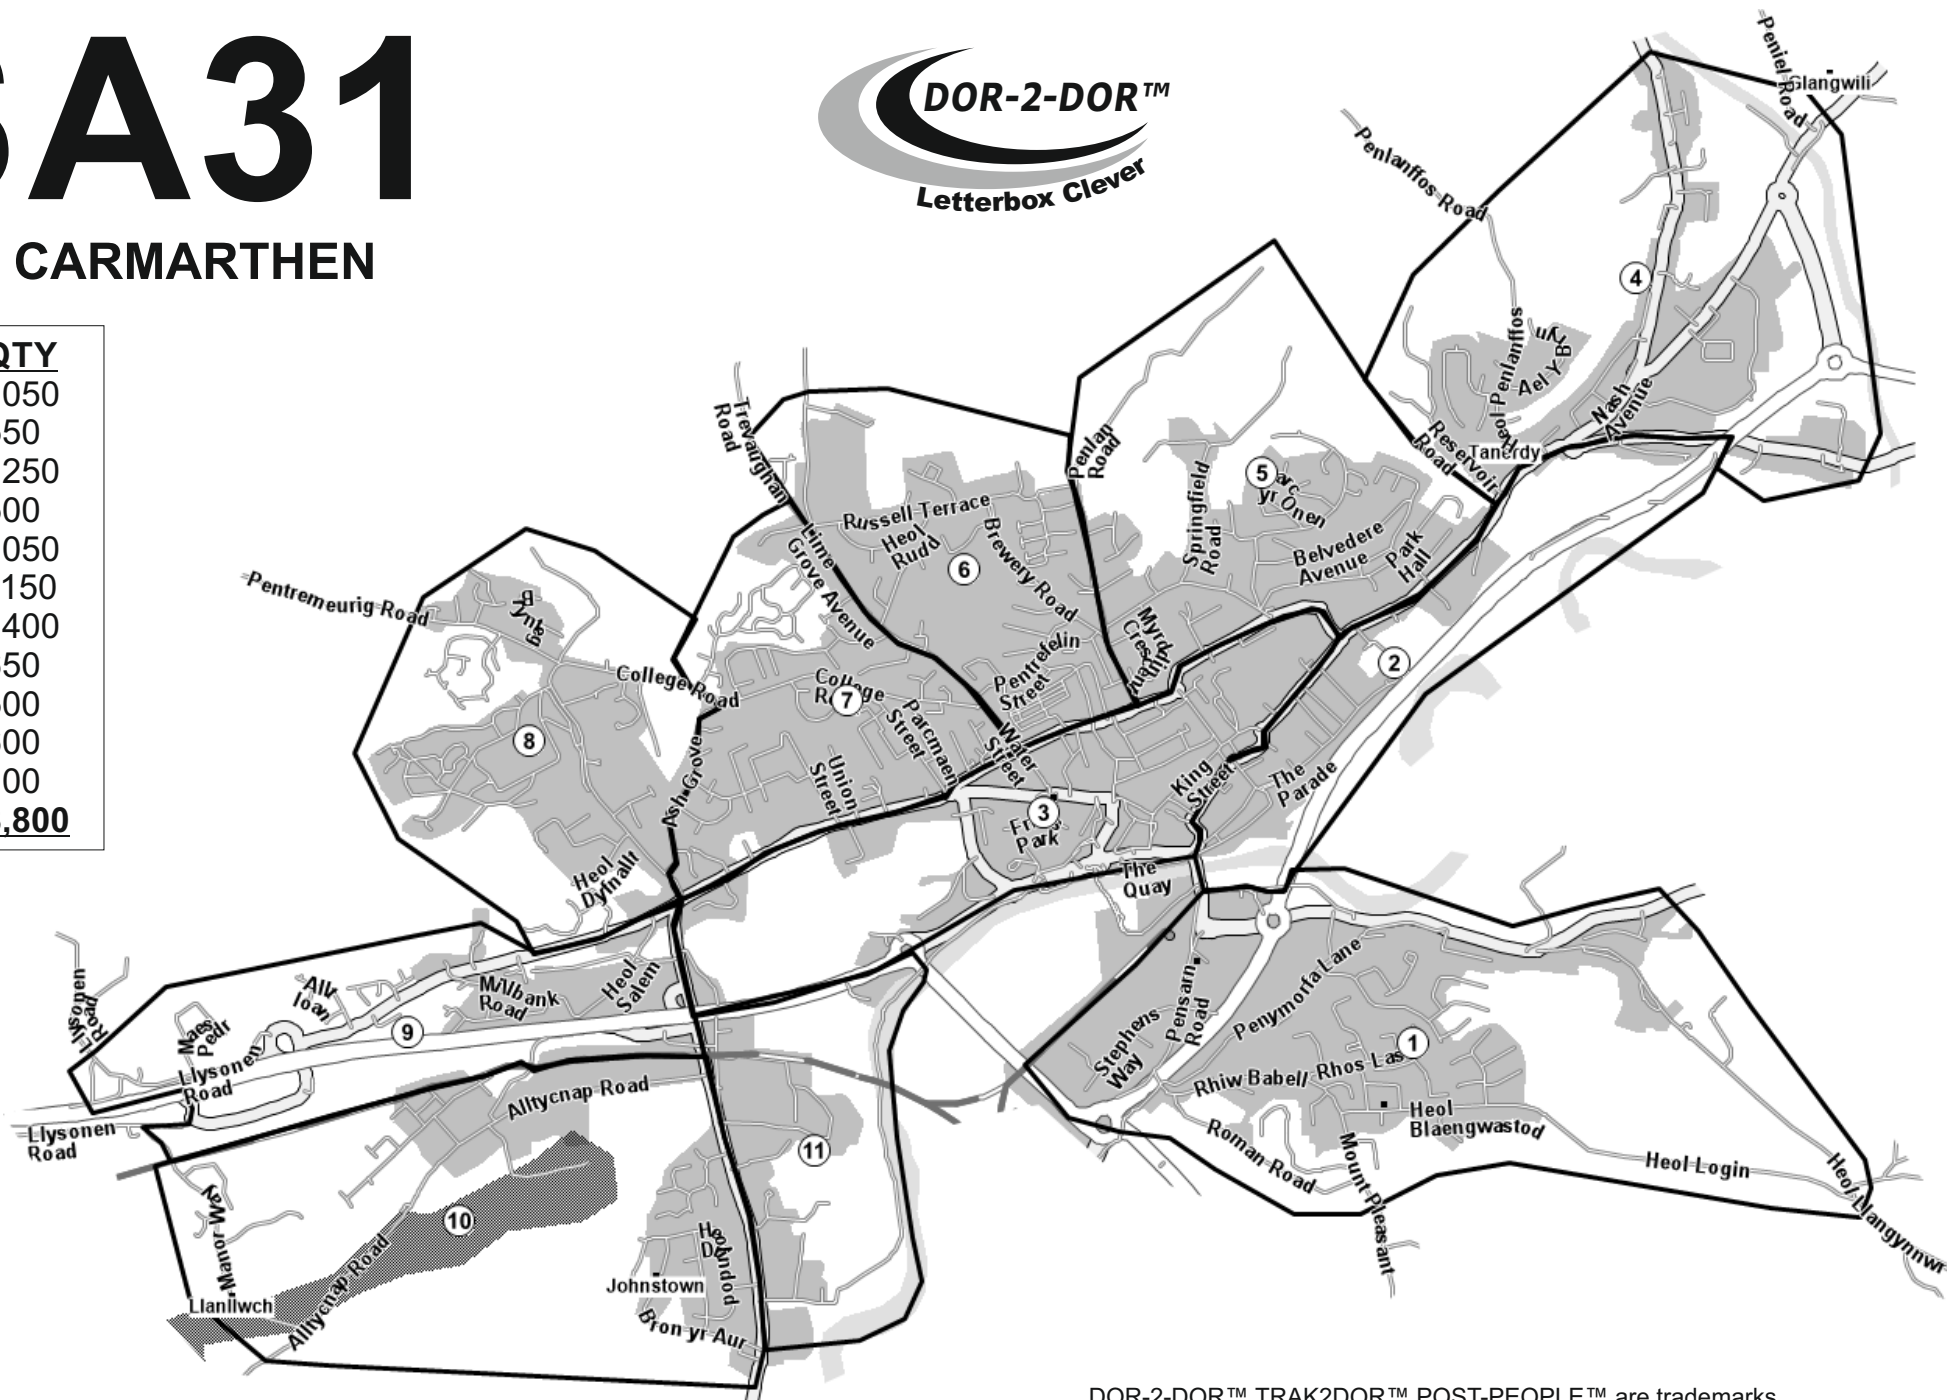 SA31
CARMARTHEN
DOR-2-DOR™
Letterbox Clever
QTY
050
50
250
00
050
150
400
50
00
00
00
,800
Peniel Road
Glangwili
Penlanffos Road
4
Heol Penlanffos
Ael Y Bryn
Nash
Avenue
Reservoir
Road
Tanerdy
Trevaughan
Road
Penlan
Road
5
yr Onen
Springfield
Road
Belvedere
Avenue
Park
Hall
Russell Terrace
Heol
Rudd
Brewery Road
6
Lime
Grove Avenue
Pentremeurig Road
College Road
College
7
Pentrefelin
Street
2
8
Parcmaen
Street
Water
Street
Union
Street
Ash Grove
King
Street
The
Parade
3
Park
The
Quay
Heol
Dyfnallt
Llysonen
Road
Heol
Salem
Millbank
Road
9
Maes
Pedr
Llysonen
Road
Llysonen
Road
Alltycnap Road
Pensarn
Road
Penymorfa Lane
Stephens
Way
1
Rhiw Babell
Rhos Las
Heol
Blaengwastod
Roman Road
Mount Pleasant
Heol Login
Heol Llangynnwr
11
10
Manor Way
Llanllwch
Alltycnap Road
Johnstown
Bron yr Aur
DOR-2-DOR™ TRAK2DOR™ POST-PEOPLE™ are trademarks